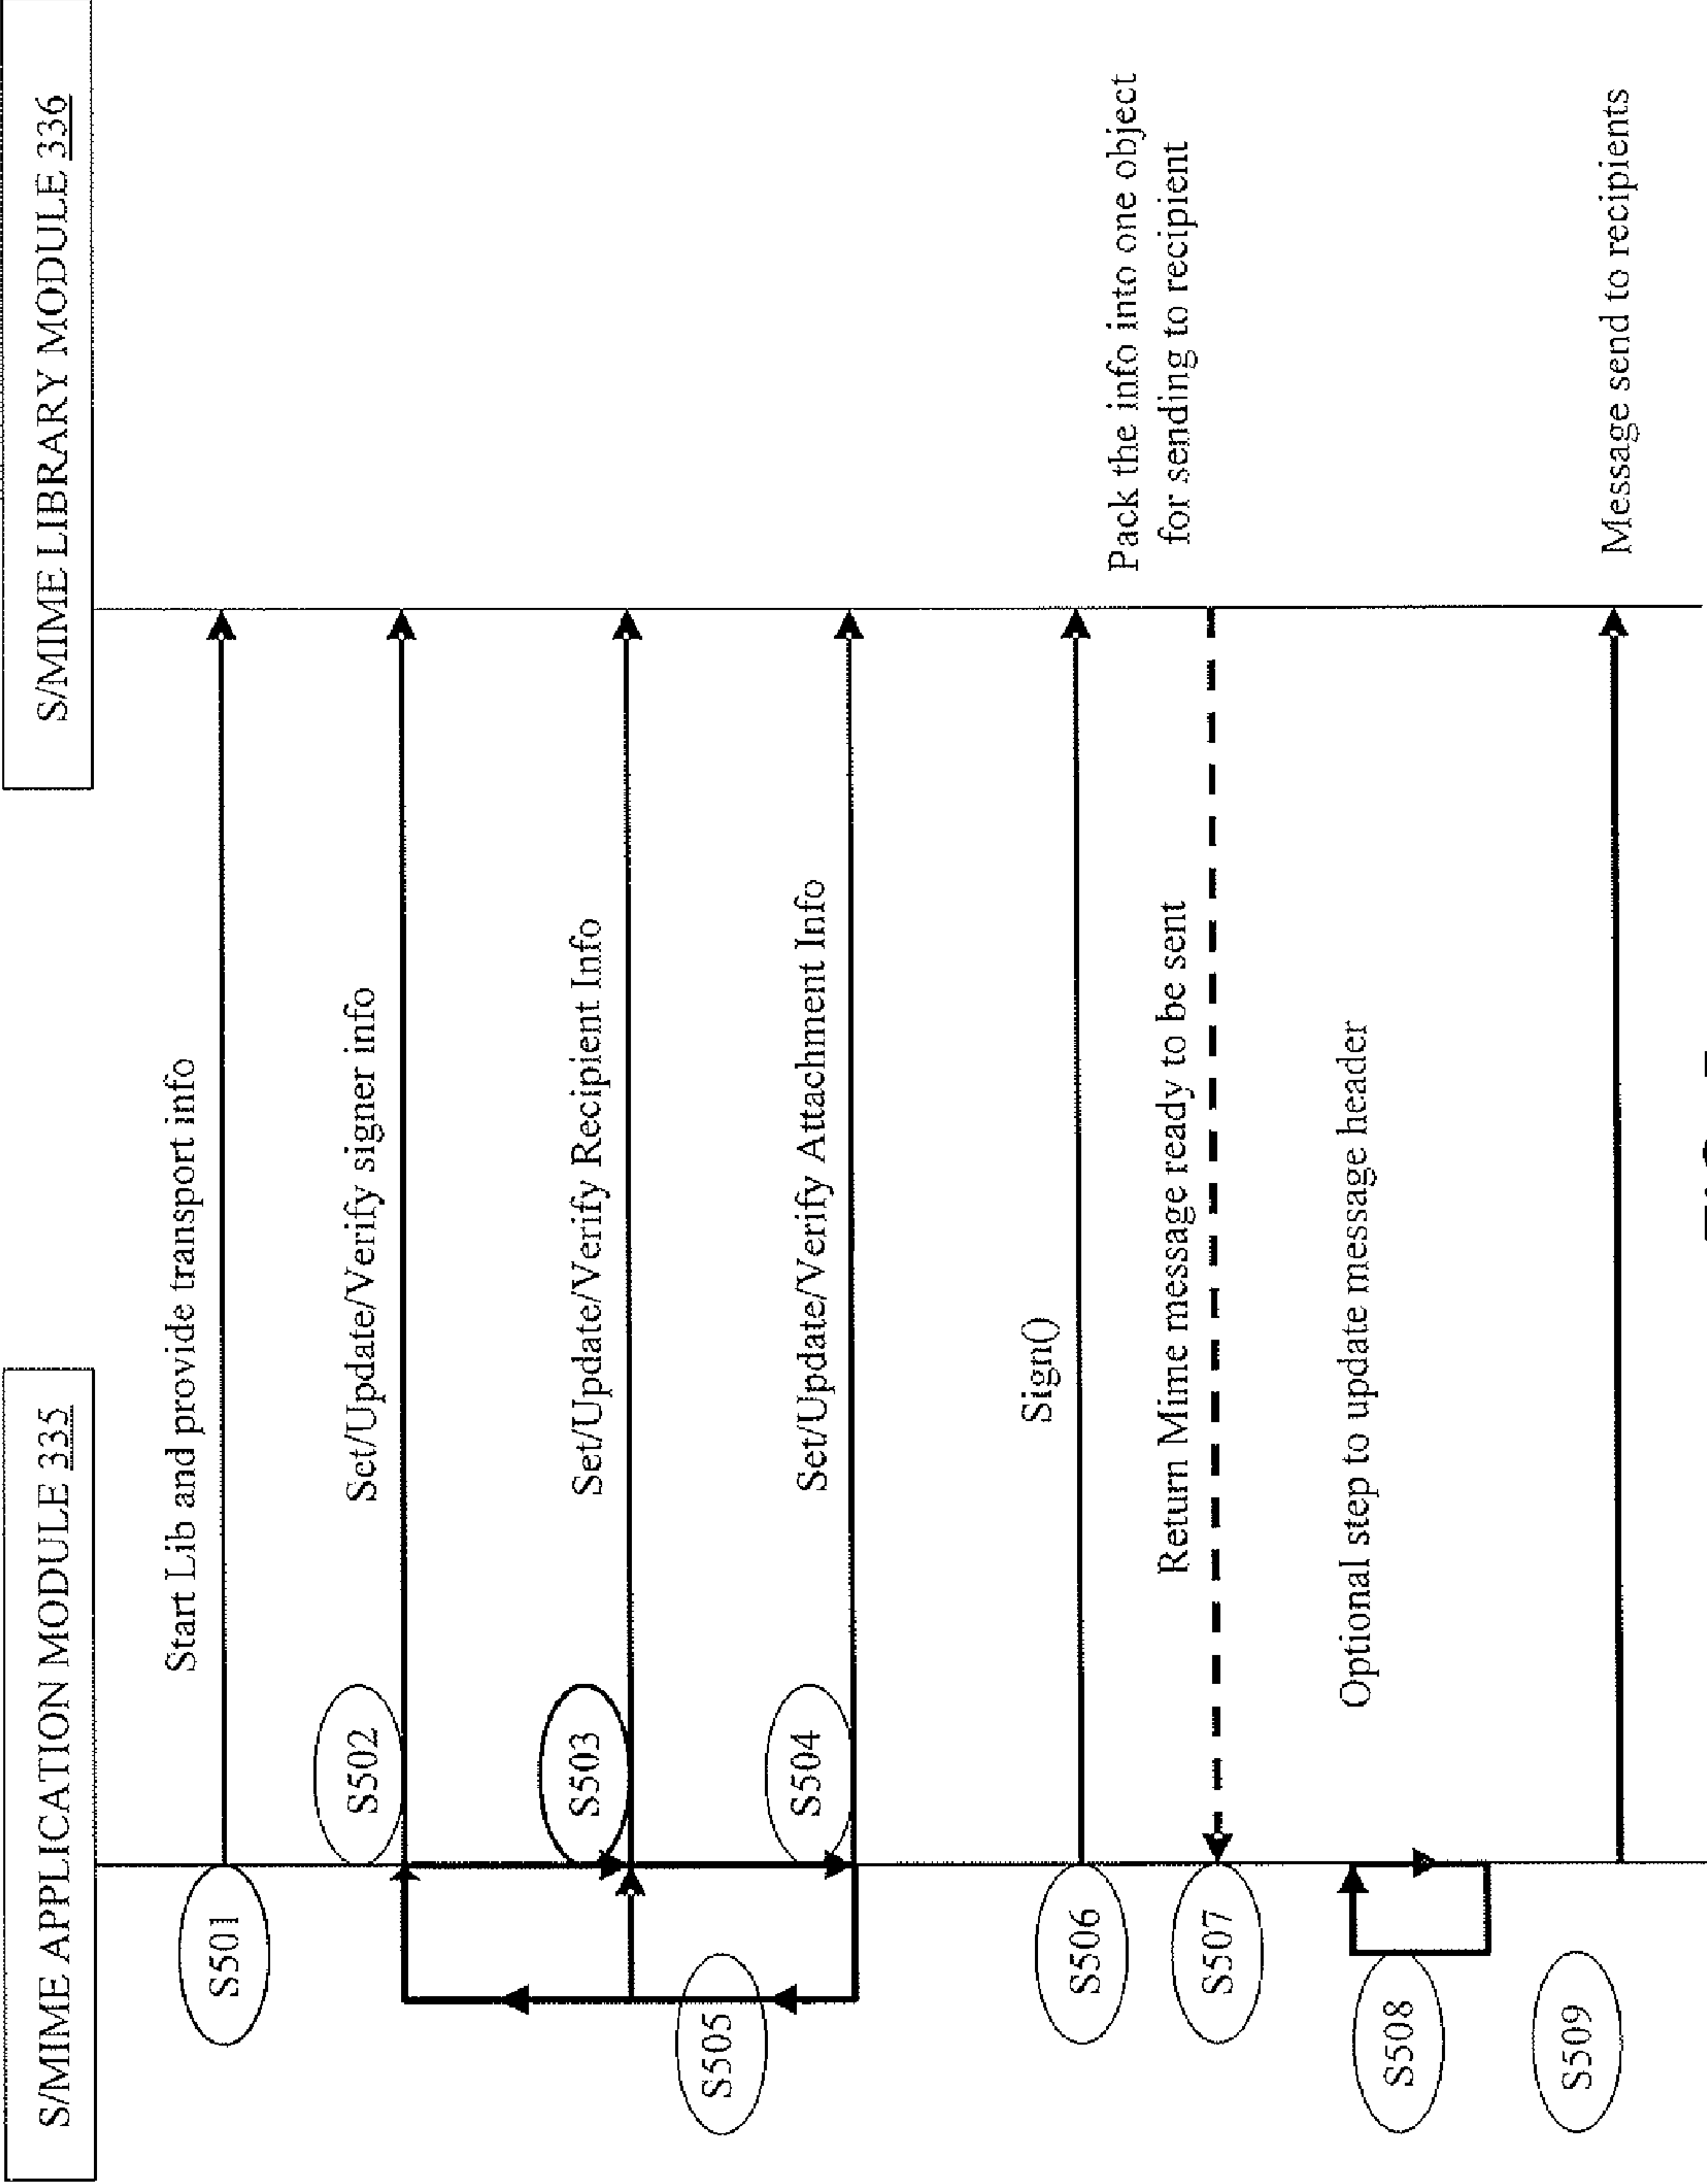 S/MIME APPLICATION MODULE 335
S/MIME LIBRARY MODULE 336
Start Lib and provide transport info
S501
Set/Update/Verify signer info
S502
Set/Update/Verify Recipient Info
S503
Set/Update/Verify Attachment Info
S504
S505
Sign()
S506
Pack the info into one object
for sending to recipient
Return Mime message ready to be sent
S507
Optional step to update message header
S508
Message send to recipients
S509